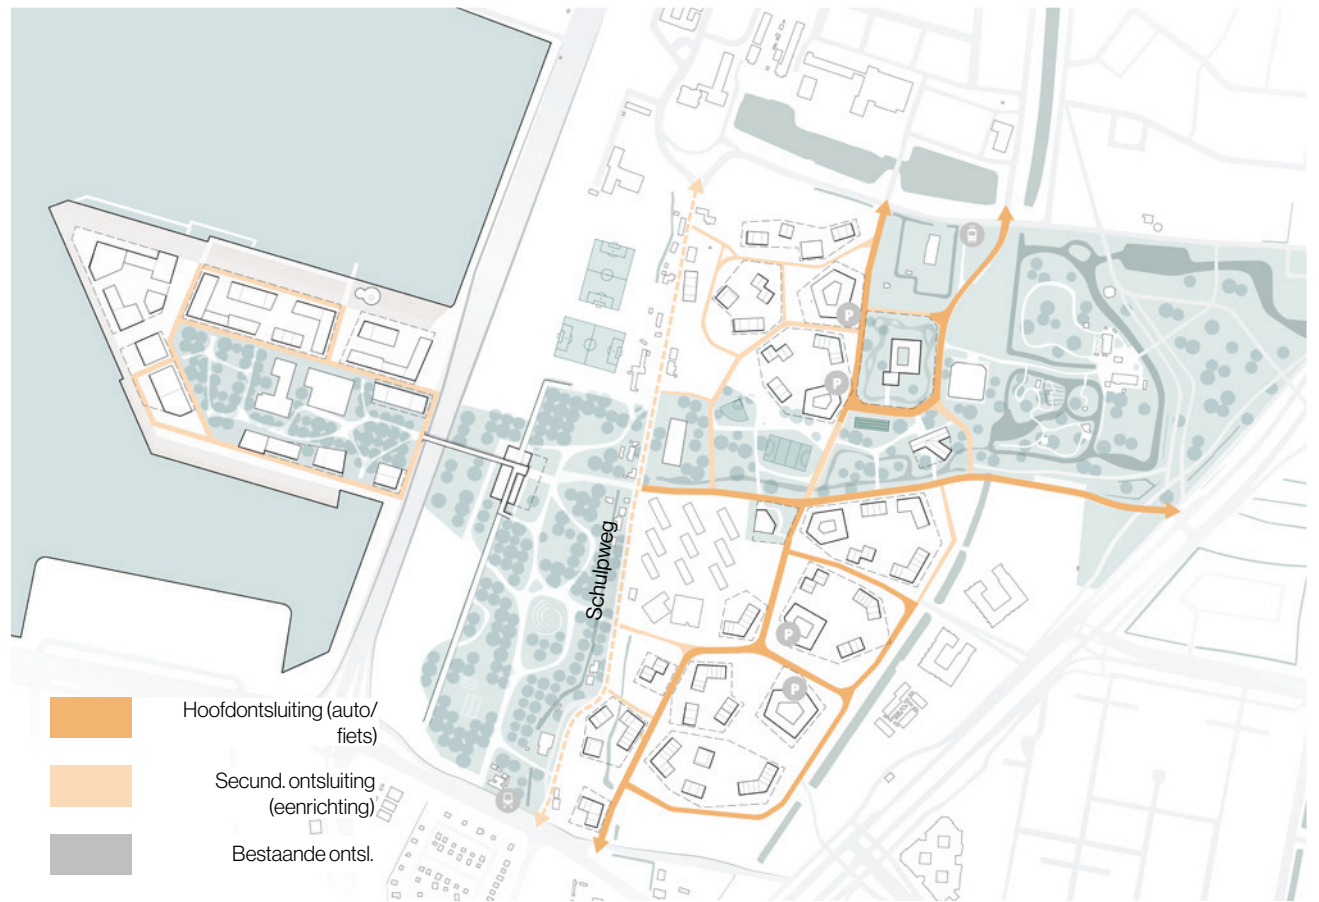 P
P
Schulpweg
P
P
Hoofdontsluiting (auto/
fiets)
Secund. ontsluiting
(eenrichting)
Bestaande ontsl.